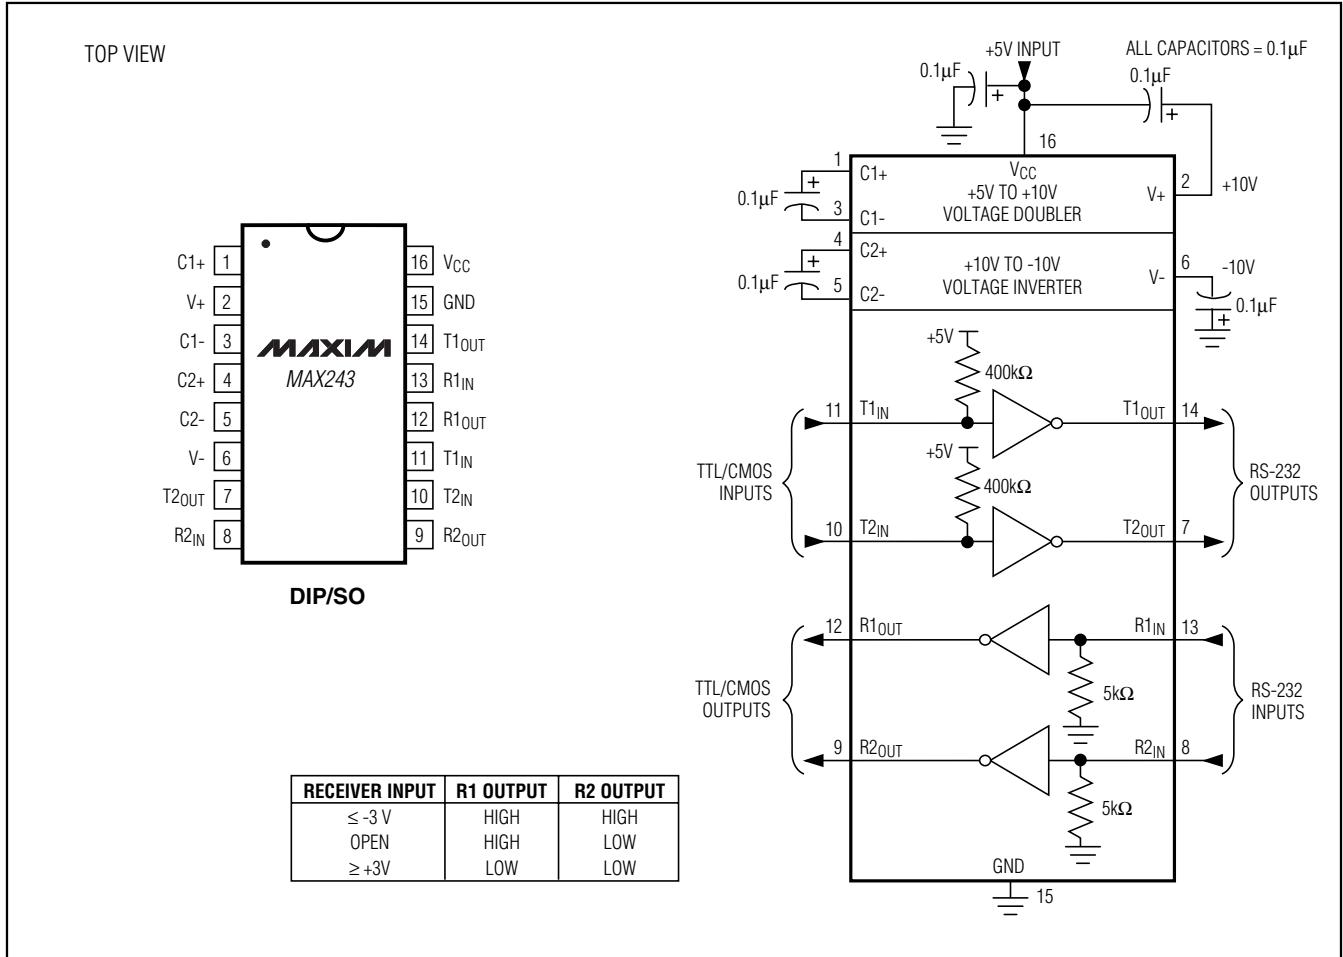 TOP VIEW
C1+ 1
V+ 2
C1- 3
C2+ 4
C2- 5
V- 6
T2OUT 7
R2IN 8
16 VCC
15 GND
14 T1OUT
13 R1IN
12 R1OUT
11 T1IN
10 T2IN
9 R2OUT
MAXIM
MAX243
DIP/SO
RECEIVER INPUT R1 OUTPUT R2 OUTPUT
≤ -3 V HIGH HIGH
OPEN HIGH LOW
≥ +3V LOW LOW
+5V INPUT
ALL CAPACITORS = 0.1µF
0.1µF
+
0.1µF
+
16
1
C1+
VCC
+5V TO +10V
VOLTAGE DOUBLER
V+
2
+10V
0.1µF
+
3
C1-
4
C2+
+10V TO -10V
VOLTAGE INVERTER
V-
6
-10V
0.1µF
+
5
C2-
0.1µF
+
+5V
400kΩ
11
T1IN
T1OUT
14
+5V
400kΩ
TTL/CMOS
INPUTS
RS-232
OUTPUTS
10
T2IN
T2OUT
7
12
R1OUT
R1IN
13
5kΩ
TTL/CMOS
OUTPUTS
RS-232
INPUTS
9
R2OUT
R2IN
8
5kΩ
GND
15